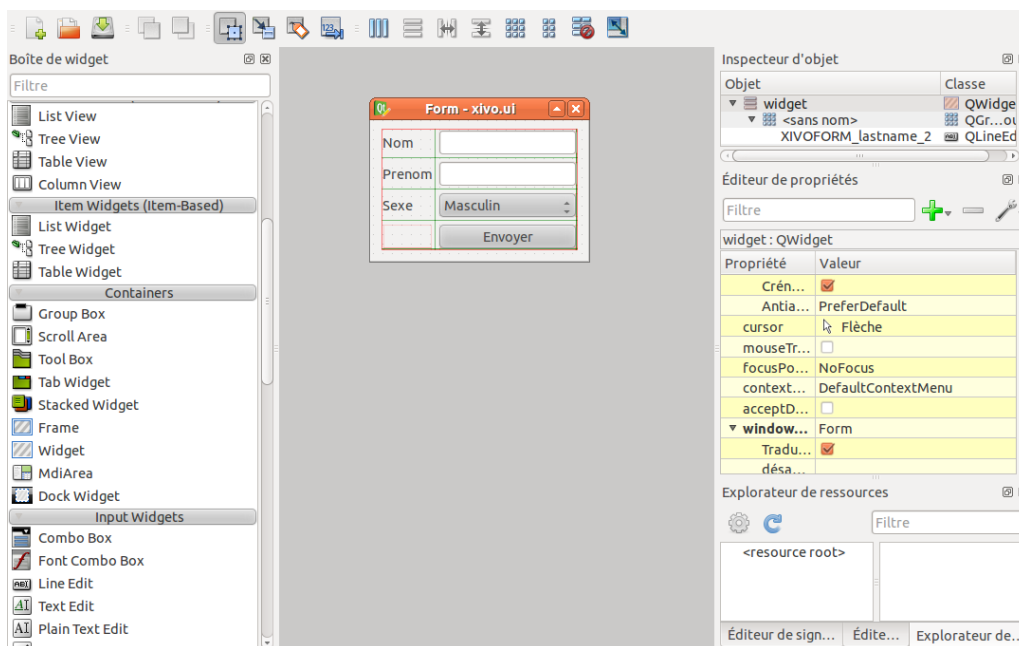 Boîte de widget
Filtre
List View
Tree View
Table View
Column View
Item Widgets (Item-Based)
List Widget
Tree Widget
Table Widget
Containers
Group Box
Scroll Area
Tool Box
Tab Widget
Stacked Widget
Frame
Widget
MdiArea
Dock Widget
Input Widgets
Combo Box
Font Combo Box
Line Edit
Text Edit
Plain Text Edit
Form - xivo.ui
Nom
Prenom
Sexe Masculin
Envoyer
Inspecteur d'objet
Objet Classe
widget QWidge
<sans nom> QGr...ou
XIVOFORM_lastname_2 QLineEd
Éditeur de propriétés
Filtre
widget : QWidget
Propriété Valeur
Crén...
Antia... PreferDefault
cursor Flèche
mouseTr...
focusPo... NoFocus
context... DefaultContextMenu
acceptD...
window... Form
Tradu...
désa...
Explorateur de ressources
Filtre
<resource root>
Éditeur de sign... Édite... Explorateur de...